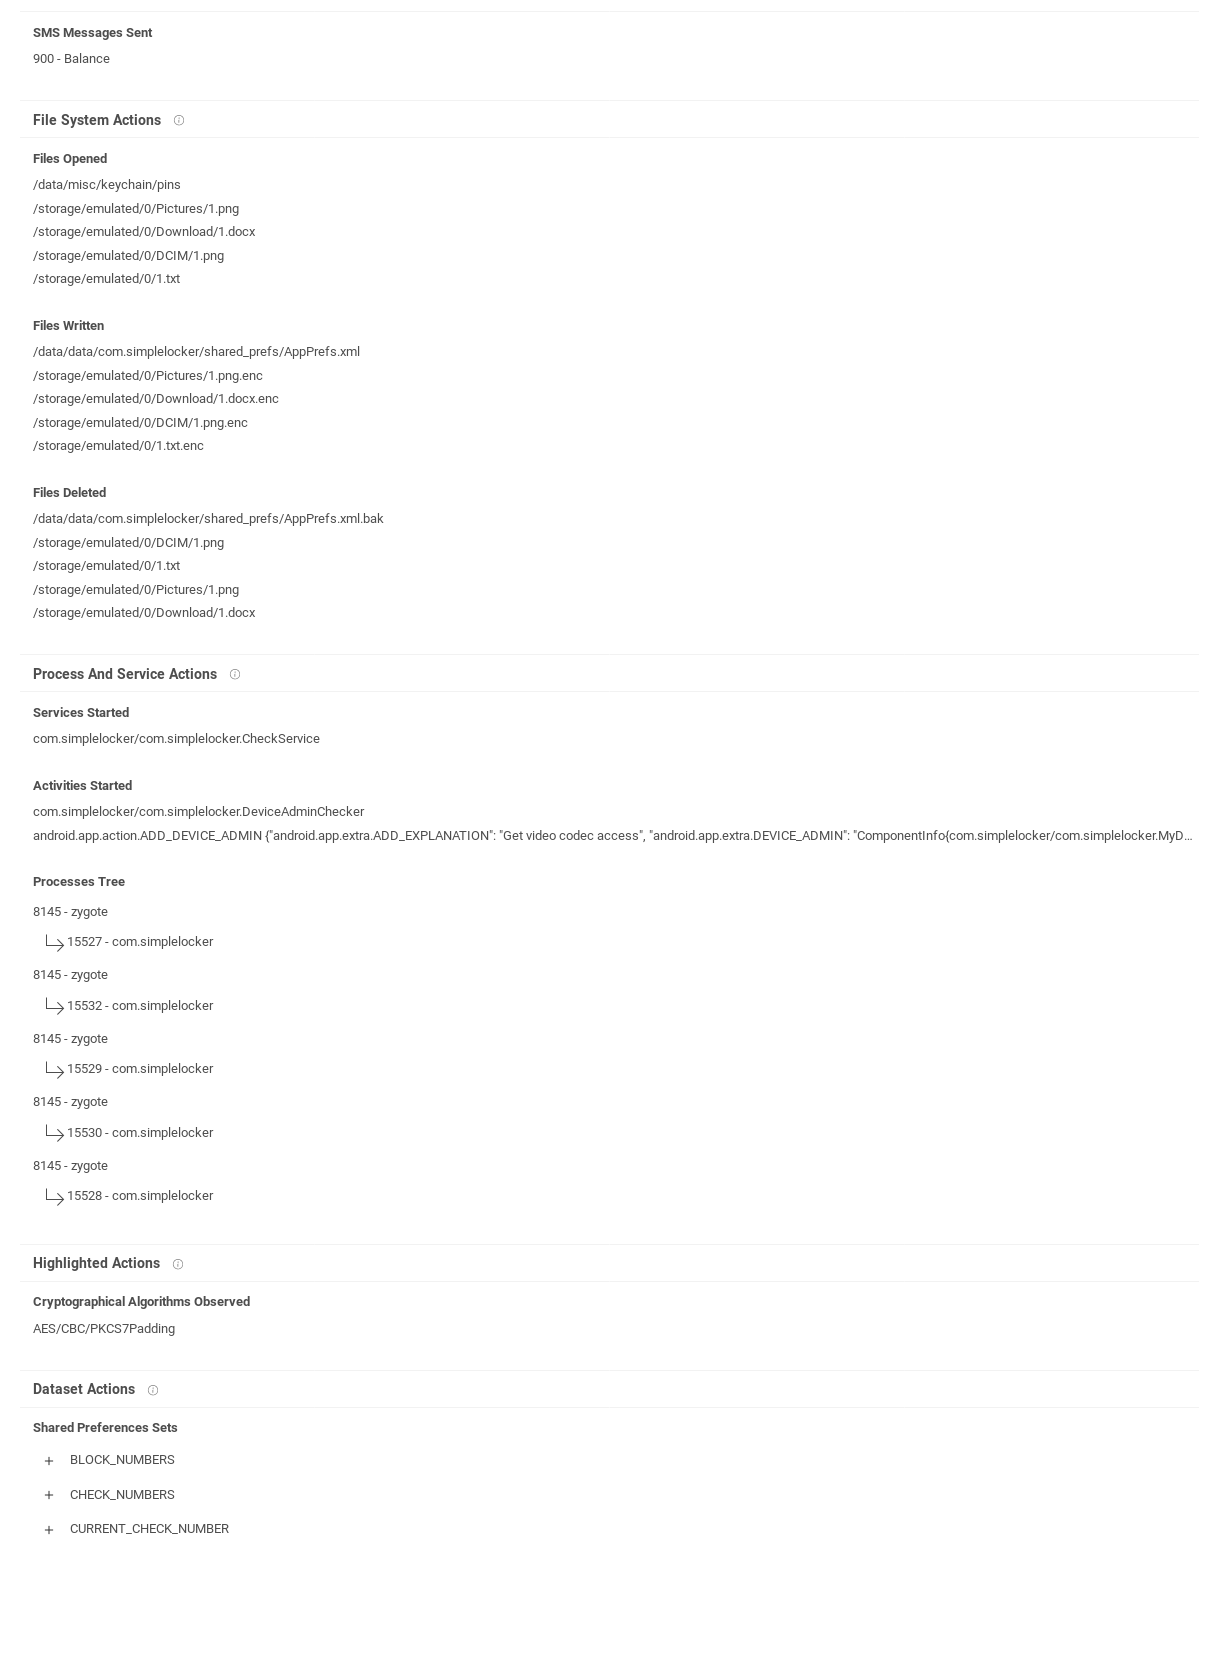 SMS Messages Sent
900 - Balance
File System Actions
Files Opened
/data/misc/keychain/pins
/storage/emulated/0/Pictures/1.png
/storage/emulated/0/Download/1.docx
/storage/emulated/0/DCIM/1.png
/storage/emulated/0/1.txt
Files Written
/data/data/com.simplelocker/shared_prefs/AppPrefs.xml
/storage/emulated/0/Pictures/1.png.enc
/storage/emulated/0/Download/1.docx.enc
/storage/emulated/0/DCIM/1.png.enc
/storage/emulated/0/1.txt.enc
Files Deleted
/data/data/com.simplelocker/shared_prefs/AppPrefs.xml.bak
/storage/emulated/0/DCIM/1.png
/storage/emulated/0/1.txt
/storage/emulated/0/Pictures/1.png
/storage/emulated/0/Download/1.docx
Process And Service Actions
Services Started
com.simplelocker/com.simplelocker.CheckService
Activities Started
com.simplelocker/com.simplelocker.DeviceAdminChecker
android.app.action.ADD_DEVICE_ADMIN {"android.app.extra.ADD_EXPLANATION": "Get video codec access", "android.app.extra.DEVICE_ADMIN": "ComponentInfo{com.simplelocker/com.simplelocker.MyD...
Processes Tree
8145 - zygote
15527 - com.simplelocker
8145 - zygote
15532 - com.simplelocker
8145 - zygote
15529 - com.simplelocker
8145 - zygote
15530 - com.simplelocker
8145 - zygote
15528 - com.simplelocker
Highlighted Actions
Cryptographical Algorithms Observed
AES/CBC/PKCS7Padding
Dataset Actions
Shared Preferences Sets
+ BLOCK_NUMBERS
+ CHECK_NUMBERS
+ CURRENT_CHECK_NUMBER